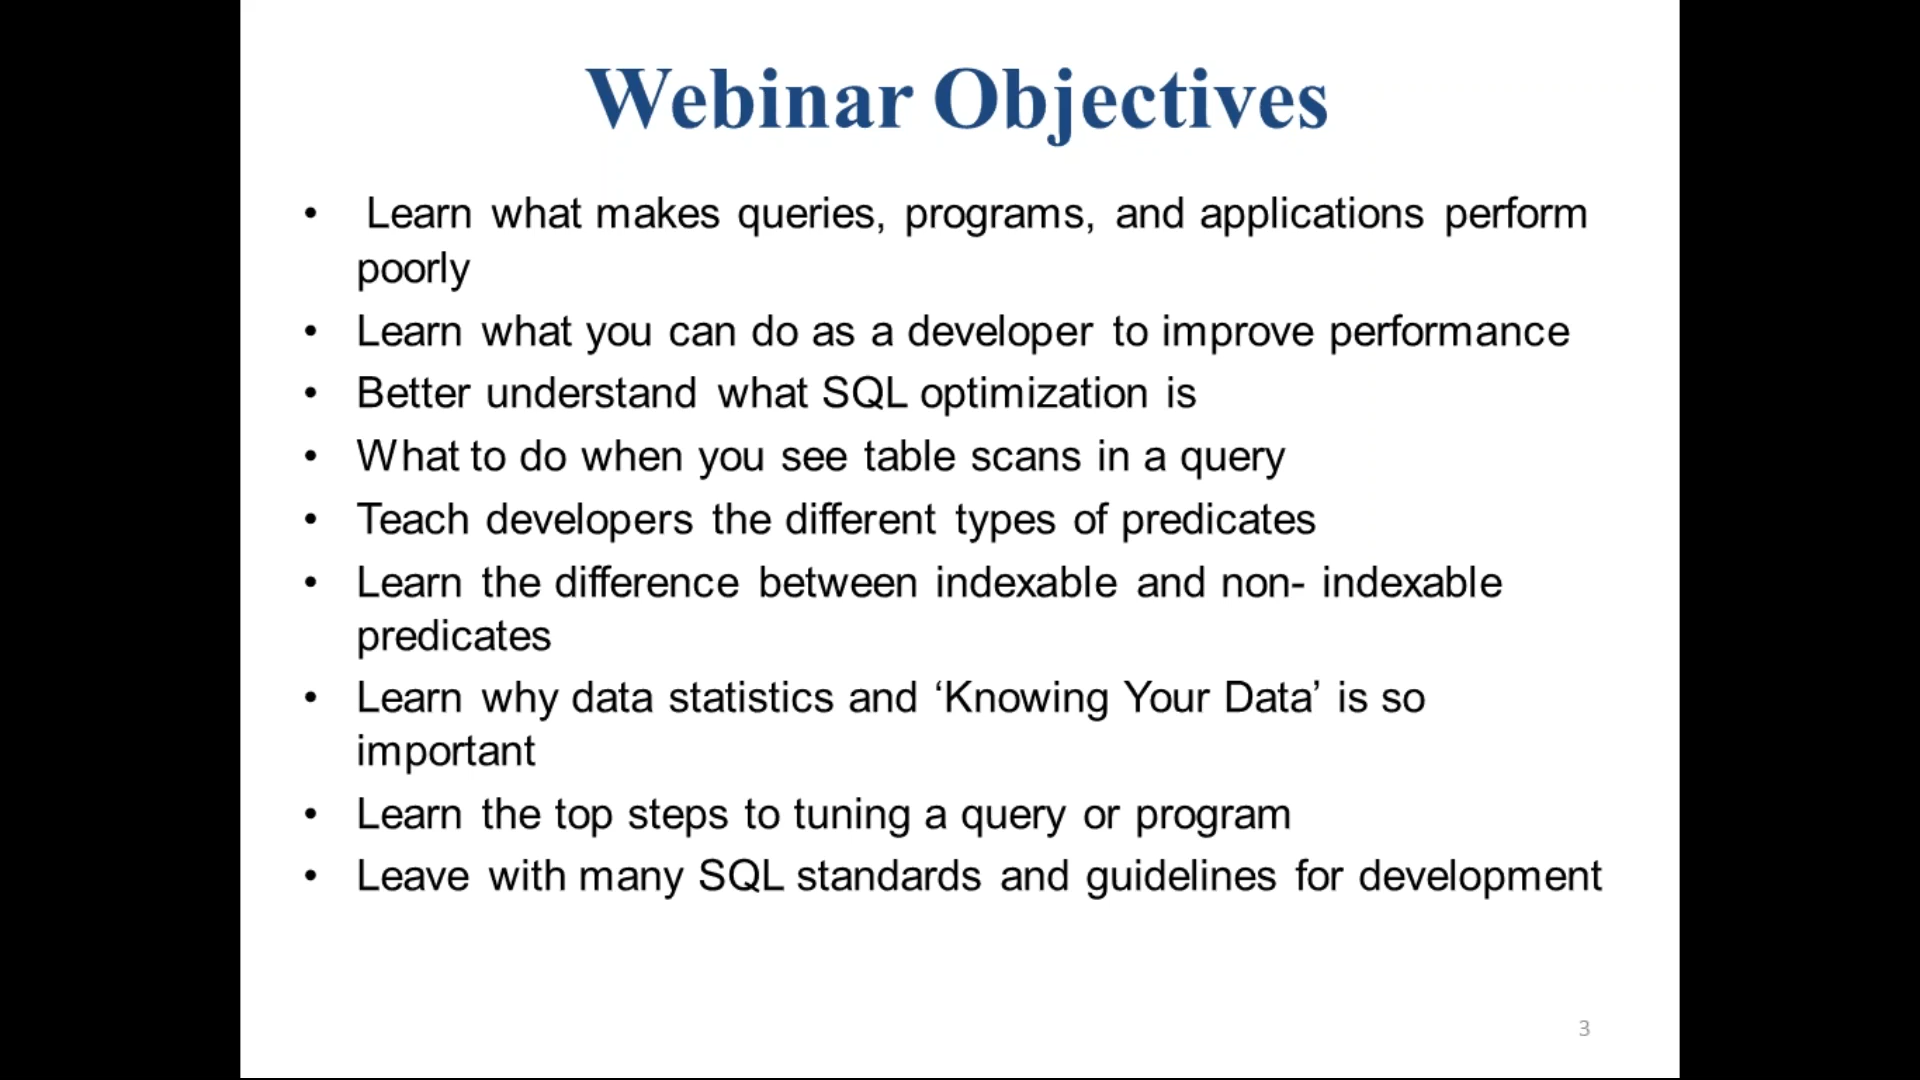 Webinar Objectives
• Learn what makes queries, programs, and applications perform
poorly
• Learn what you can do as a developer to improve performance
• Better understand what SQL optimization is
• What to do when you see table scans in a query
• Teach developers the different types of predicates
• Learn the difference between indexable and non- indexable
predicates
• Learn why data statistics and ‘Knowing Your Data’ is so
important
• Learn the top steps to tuning a query or program
• Leave with many SQL standards and guidelines for development
3